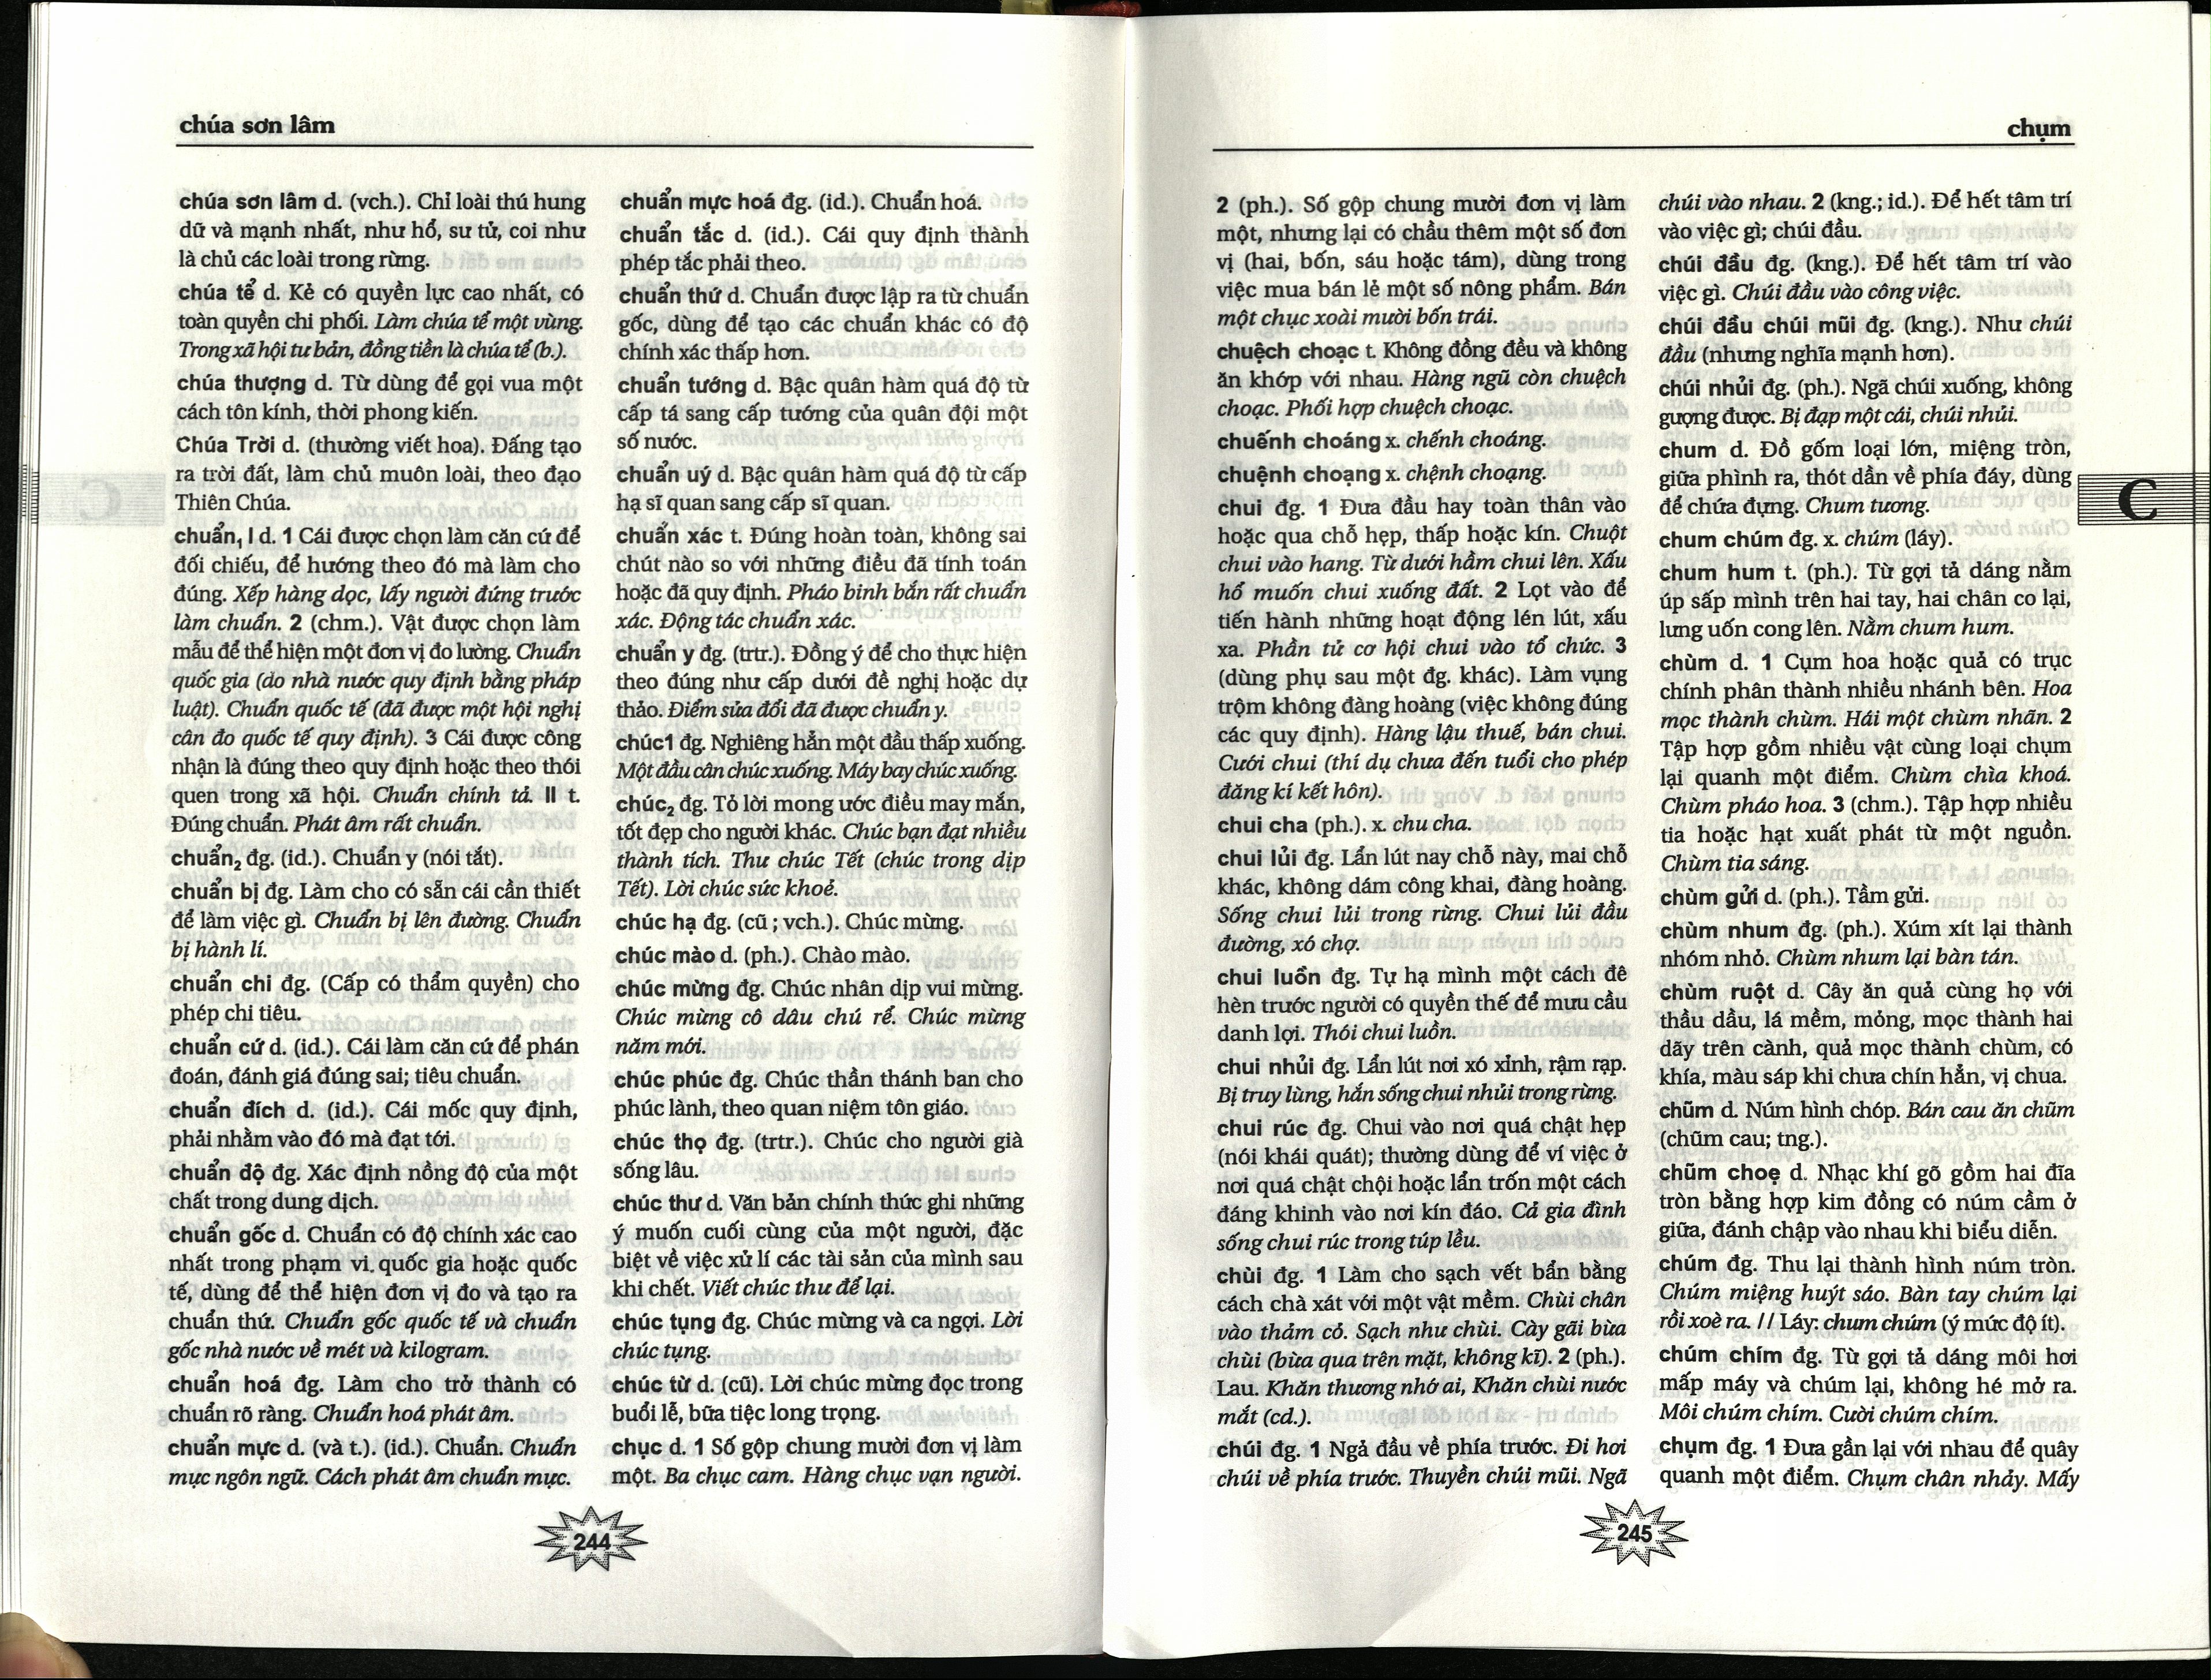 chúa sơn lâm
chúa sơn lâm d. (vch.). Chỉ loài thú hung
dữ và mạnh nhất, như hổ, sư tử, coi như
là chủ các loài trong rừng.
chúa tể d. Kẻ có quyền lực cao nhất, có
toàn quyền chi phối. Làm chúa tể một vùng.
Trong xã hội tư bản, đồng tiền là chúa tể (b.).
chúa thượng d. Từ dùng để gọi vua một
cách tôn kính, thời phong kiến.
Chúa Trời d. (thường viết hoa). Đấng tạo
ra trời đất, làm chủ muôn loài, theo đạo
Thiên Chúa.
chuẩn₁ I d. 1 Cái được chọn làm căn cứ để
đối chiếu, để hướng theo đó mà làm cho
đúng. Xếp hàng dọc, lấy người đứng trước
làm chuẩn. 2 (chm.). Vật được chọn làm
mẫu để thể hiện một đơn vị đo lường. Chuẩn
quốc gia (do nhà nước quy định bằng pháp
luật). Chuẩn quốc tế (đã được một hội nghị
cân đo quốc tế quy định). 3 Cái được công
nhận là đúng theo quy định hoặc theo thói
quen trong xã hội. Chuẩn chính tả. II t.
Đúng chuẩn. Phát âm rất chuẩn.
chuẩn₂ đg. (id.). Chuẩn y (nói tắt).
chuẩn bị đg. Làm cho có sẵn cái cần thiết
để làm việc gì. Chuẩn bị lên đường. Chuẩn
bị hành lí.
chuẩn chi đg. (Cấp có thẩm quyền) cho
phép chi tiêu.
chuẩn cứ d. (id.). Cái làm căn cứ để phán
đoán, đánh giá đúng sai; tiêu chuẩn.
chuẩn đích d. (id.). Cái mốc quy định,
phải nhằm vào đó mà đạt tới.
chuẩn độ đg. Xác định nồng độ của một
chất trong dung dịch.
chuẩn gốc d. Chuẩn có độ chính xác cao
nhất trong phạm vi quốc gia hoặc quốc
tế, dùng để thể hiện đơn vị đo và tạo ra
chuẩn thứ. Chuẩn gốc quốc tế và chuẩn
gốc nhà nước về mét và kilogram.
chuẩn hoá đg. Làm cho trở thành có
chuẩn rõ ràng. Chuẩn hoá phát âm.
chuẩn mực d. (và t.). (id.). Chuẩn. Chuẩn
mực ngôn ngữ. Cách phát âm chuẩn mực.
chuẩn mực hoá đg. (id.). Chuẩn hoá.
chuẩn tắc d. (id.). Cái quy định thành
phép tắc phải theo.
chuẩn thứ d. Chuẩn được lập ra từ chuẩn
gốc, dùng để tạo các chuẩn khác có độ
chính xác thấp hơn.
chuẩn tướng d. Bậc quân hàm quá độ từ
cấp tá sang cấp tướng của quân đội một
số nước.
chuẩn uý d. Bậc quân hàm quá độ từ cấp
hạ sĩ quan sang cấp sĩ quan.
chuẩn xác t. Đúng hoàn toàn, không sai
chút nào so với những điều đã tính toán
hoặc đã quy định. Pháo binh bắn rất chuẩn
xác. Động tác chuẩn xác.
chuẩn y đg. (trtr.). Đồng ý để cho thực hiện
theo đúng như cấp dưới đề nghị hoặc dự
thảo. Điểm sửa đổi đã được chuẩn y.
chúc1 đg. Nghiêng hẳn một đầu thấp xuống.
Một đầu cân chúc xuống. Máy bay chúc xuống.
chúc₂ đg. Tỏ lời mong ước điều may mắn,
tốt đẹp cho người khác. Chúc bạn đạt nhiều
thành tích. Thư chúc Tết (chúc trong dịp
Tết). Lời chúc sức khoẻ.
chúc hạ đg. (cũ ; vch.). Chúc mừng.
chúc mào d. (ph.). Chào mào.
chúc mừng đg. Chúc nhân dịp vui mừng.
Chúc mừng cô dâu chú rể. Chúc mừng
năm mới.
chúc phúc đg. Chúc thần thánh ban cho
phúc lành, theo quan niệm tôn giáo.
chúc thọ đg. (trtr.). Chúc cho người già
sống lâu.
chúc thư d. Văn bản chính thức ghi những
ý muốn cuối cùng của một người, đặc
biệt về việc xử lí các tài sản của mình sau
khi chết. Viết chúc thư để lại.
chúc tụng đg. Chúc mừng và ca ngợi. Lời
chúc tụng.
chúc từ d. (cũ). Lời chúc mừng đọc trong
buổi lễ, bữa tiệc long trọng.
chục d. 1 Số gộp chung mười đơn vị làm
một. Ba chục cam. Hàng chục vạn người.
244
chụm
2 (ph.). Số gộp chung mười đơn vị làm
một, nhưng lại có chầu thêm một số đơn
vị (hai, bốn, sáu hoặc tám), dùng trong
việc mua bán lẻ một số nông phẩm. Bán
một chục xoài mười bốn trái.
chuệch choạc t. Không đồng đều và không
ăn khớp với nhau. Hàng ngũ còn chuệch
choạc. Phối hợp chuệch choạc.
chuếnh choáng x. chếnh choáng.
chuệnh choạng x. chệnh choạng.
chui đg. 1 Đưa đầu hay toàn thân vào
hoặc qua chỗ hẹp, thấp hoặc kín. Chuột
chui vào hang. Từ dưới hầm chui lên. Xấu
hổ muốn chui xuống đất. 2 Lọt vào để
tiến hành những hoạt động lén lút, xấu
xa. Phần tử cơ hội chui vào tổ chức. 3
(dùng phụ sau một đg. khác). Làm vụng
trộm không đàng hoàng (việc không đúng
các quy định). Hàng lậu thuế, bán chui.
Cưới chui (thí dụ chưa đến tuổi cho phép
đăng kí kết hôn).
chui cha (ph.). x. chu cha.
chui lủi đg. Lẩn lút nay chỗ này, mai chỗ
khác, không dám công khai, đàng hoàng.
Sống chui lủi trong rừng. Chui lủi đầu
đường, xó chợ.
chui luồn đg. Tự hạ mình một cách đê
hèn trước người có quyền thế để mưu cầu
danh lợi. Thói chui luồn.
chui nhủi đg. Lẩn lút nơi xó xỉnh, rậm rạp.
Bị truy lùng, hắn sống chui nhủi trong rừng.
chui rúc đg. Chui vào nơi quá chật hẹp
(nói khái quát); thường dùng để ví việc ở
nơi quá chật chội hoặc lẩn trốn một cách
đáng khinh vào nơi kín đáo. Cả gia đình
sống chui rúc trong túp lều.
chùi đg. 1 Làm cho sạch vết bẩn bằng
cách chà xát với một vật mềm. Chùi chân
vào thảm cỏ. Sạch như chùi. Cày gãi bừa
chùi (bừa qua trên mặt, không kĩ). 2 (ph.).
Lau. Khăn thương nhớ ai, Khăn chùi nước
mắt (cd.).
chúi đg. 1 Ngả đầu về phía trước. Đi hơi
chúi về phía trước. Thuyền chúi mũi. Ngã
chúi vào nhau. 2 (kng.; id.). Để hết tâm trí
vào việc gì; chúi đầu.
chúi đầu đg. (kng.). Để hết tâm trí vào
việc gì. Chúi đầu vào công việc.
chúi đầu chúi mũi đg. (kng.). Như chúi
đầu (nhưng nghĩa mạnh hơn).
chúi nhủi đg. (ph.). Ngã chúi xuống, không
gượng được. Bị đạp một cái, chúi nhủi.
chum d. Đồ gốm loại lớn, miệng tròn,
giữa phình ra, thót dần về phía đáy, dùng
để chứa đựng. Chum tương.
chum chúm đg. x. chúm (láy).
chum hum t. (ph.). Từ gợi tả dáng nằm
úp sấp mình trên hai tay, hai chân co lại,
lưng uốn cong lên. Nằm chum hum.
chùm d. 1 Cụm hoa hoặc quả có trục
chính phân thành nhiều nhánh bên. Hoa
mọc thành chùm. Hái một chùm nhãn. 2
Tập hợp gồm nhiều vật cùng loại chụm
lại quanh một điểm. Chùm chìa khoá.
Chùm pháo hoa. 3 (chm.). Tập hợp nhiều
tia hoặc hạt xuất phát từ một nguồn.
Chùm tia sáng.
chùm gửi d. (ph.). Tầm gửi.
chùm nhum đg. (ph.). Xúm xít lại thành
nhóm nhỏ. Chùm nhum lại bàn tán.
chùm ruột d. Cây ăn quả cùng họ với
thầu dầu, lá mềm, mỏng, mọc thành hai
dãy trên cành, quả mọc thành chùm, có
khía, màu sáp khi chưa chín hẳn, vị chua.
chũm d. Núm hình chóp. Bán cau ăn chũm
(chũm cau; tng.).
chũm choẹ d. Nhạc khí gõ gồm hai đĩa
tròn bằng hợp kim đồng có núm cầm ở
giữa, đánh chập vào nhau khi biểu diễn.
chúm đg. Thu lại thành hình núm tròn.
Chúm miệng huýt sáo. Bàn tay chúm lại
rồi xoè ra. // Láy: chum chúm (ý mức độ ít).
chúm chím đg. Từ gợi tả dáng môi hơi
mấp máy và chúm lại, không hé mở ra.
Môi chúm chím. Cười chúm chím.
chụm đg. 1 Đưa gần lại với nhau để quây
quanh một điểm. Chụm chân nhảy. Mấy
C
245